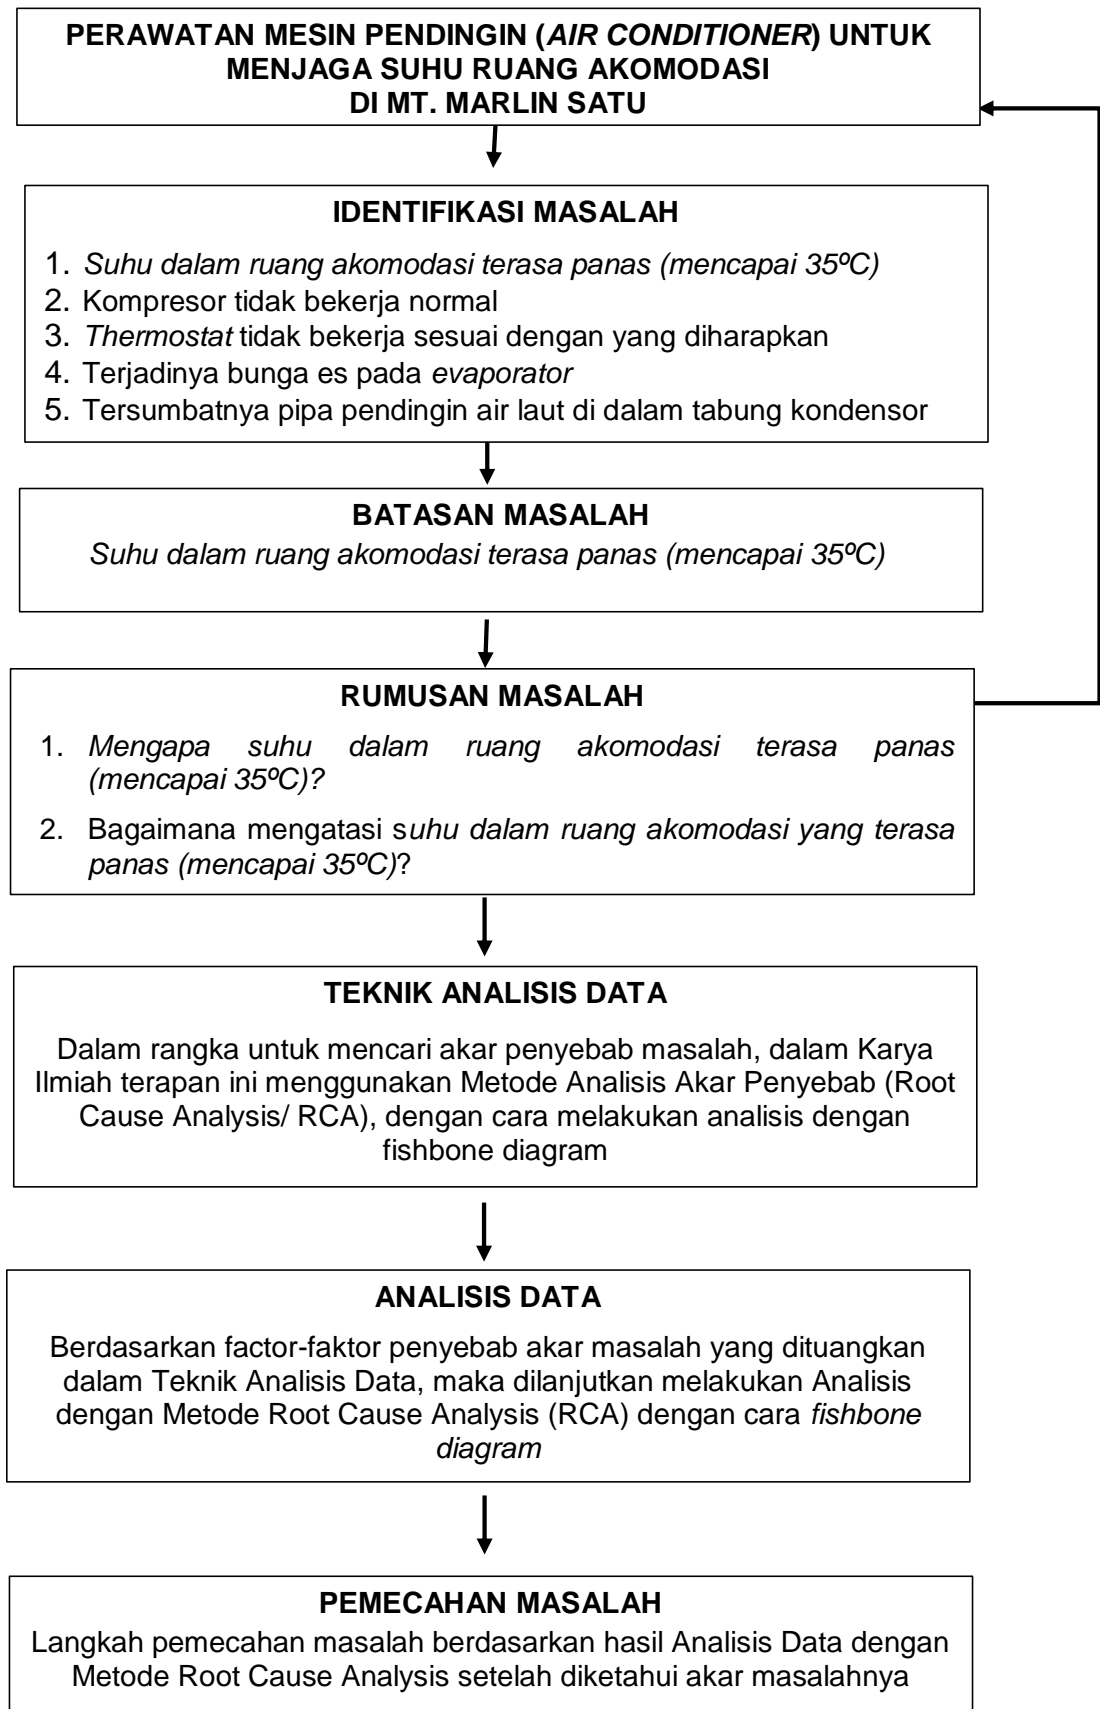 PERAWATAN MESIN PENDINGIN (AIR CONDITIONER) UNTUK
MENJAGA SUHU RUANG AKOMODASI
DI MT. MARLIN SATU
IDENTIFIKASI MASALAH
1. Suhu dalam ruang akomodasi terasa panas (mencapai 35ºC)
2. Kompresor tidak bekerja normal
3. Thermostat tidak bekerja sesuai dengan yang diharapkan
4. Terjadinya bunga es pada evaporator
5. Tersumbatnya pipa pendingin air laut di dalam tabung kondensor
BATASAN MASALAH
Suhu dalam ruang akomodasi terasa panas (mencapai 35ºC)
RUMUSAN MASALAH
1. Mengapa suhu dalam ruang akomodasi terasa panas
(mencapai 35ºC)?
2. Bagaimana mengatasi suhu dalam ruang akomodasi yang terasa
panas (mencapai 35ºC)?
TEKNIK ANALISIS DATA
Dalam rangka untuk mencari akar penyebab masalah, dalam Karya
Ilmiah terapan ini menggunakan Metode Analisis Akar Penyebab (Root
Cause Analysis/ RCA), dengan cara melakukan analisis dengan
fishbone diagram
ANALISIS DATA
Berdasarkan factor-faktor penyebab akar masalah yang dituangkan
dalam Teknik Analisis Data, maka dilanjutkan melakukan Analisis
dengan Metode Root Cause Analysis (RCA) dengan cara fishbone
diagram
PEMECAHAN MASALAH
Langkah pemecahan masalah berdasarkan hasil Analisis Data dengan
Metode Root Cause Analysis setelah diketahui akar masalahnya